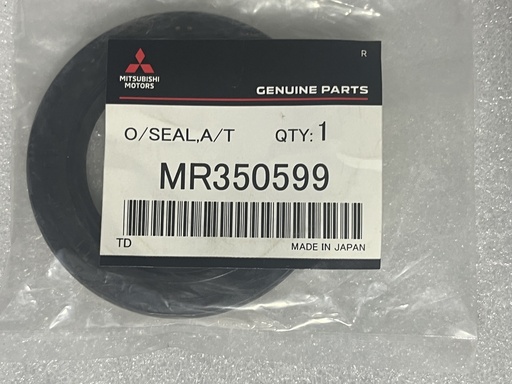 R
MITSUBISHI
MOTORS
GENUINE PARTS
O/SEAL,A/T QTY:1
MR350599
TD MADE IN JAPAN